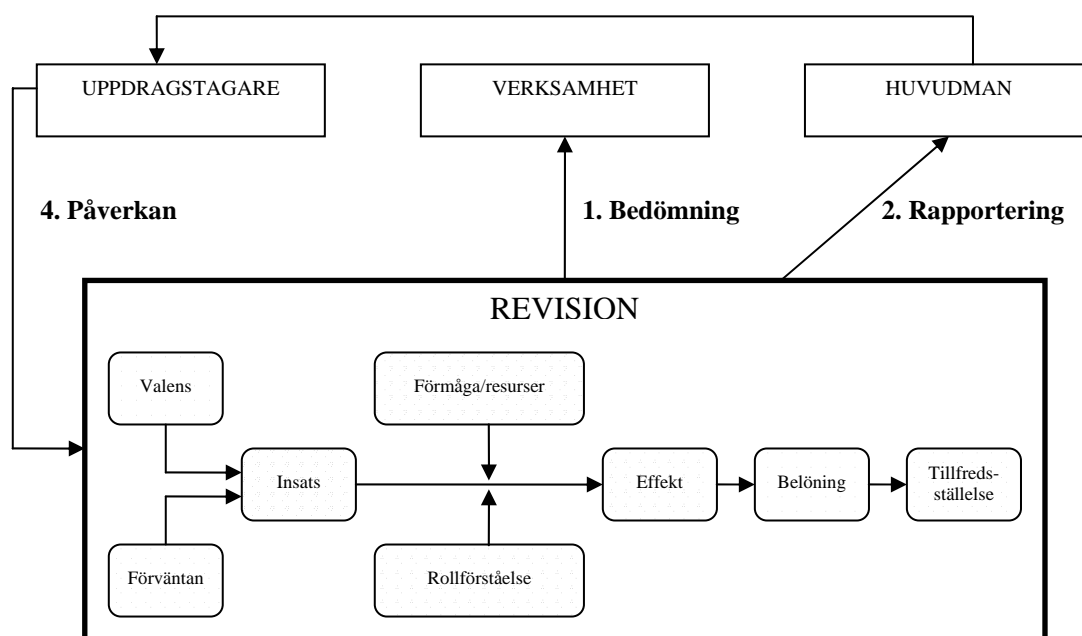 UPPDRAGSTAGARE
VERKSAMHET
HUVUDMAN
4. Påverkan
1. Bedömning
2. Rapportering
REVISION
Valens
Förmåga/resurser
Insats
Effekt
Belöning
Tillfreds-
ställelse
Förväntan
Rollförståelse